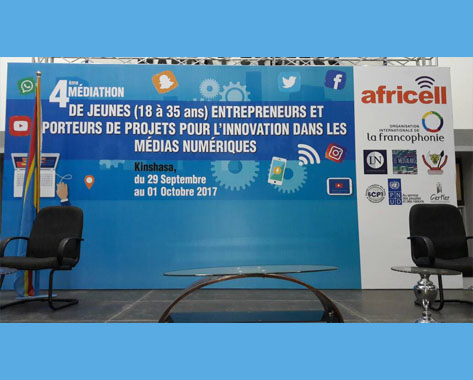 4ème MÉDIATHON
DE JEUNES (18 à 35 ans) ENTREPRENEURS ET
PORTEURS DE PROJETS POUR L'INNOVATION DANS LES
MÉDIAS NUMÉRIQUES
Kinshasa,
du 29 Septembre
au 01 Octobre 2017
africell
ORGANISATION
INTERNATIONALE DE
la francophonie
SCPT